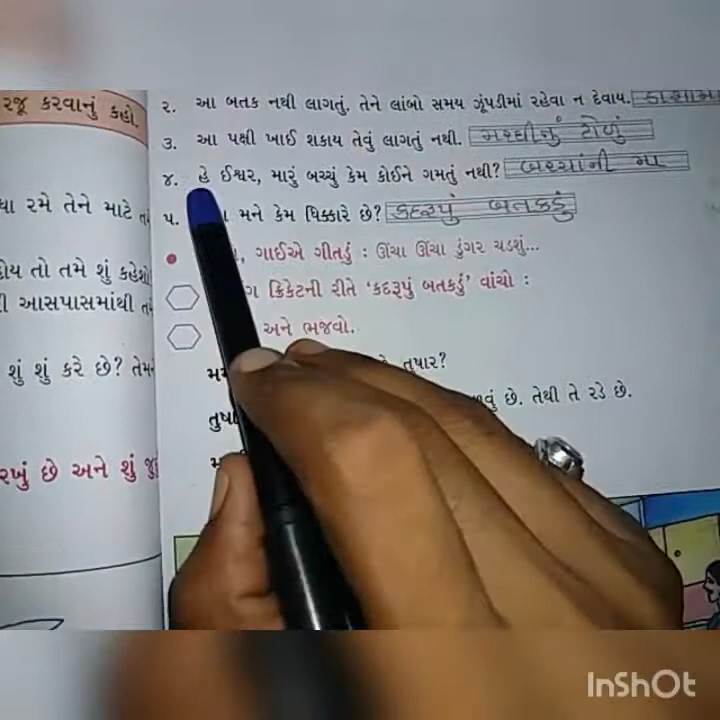 રજૂ કરવાનું કહો.
ધા રમે તેને માટે
હોય તો તમે શું કહેશો
ની આસપાસમાંથી
શું શું કરે છે? તેમ
રખું છે અને શું જુ
૨. આ બતક નથી લાગતું. તેને લાંબો સમય ઝૂંપડીમાં રહેવા ન દેવાય. ડોસીમા
૩. આ પક્ષી ખાઈ શકાય તેવું લાગતું નથી. મરઘીનું ટોળું
૪. હે ઈશ્વર, મારું બચ્ચું કેમ કોઈને ગમતું નથી? બચ્ચાંની મા
૫. મને કેમ ધિક્કારે છે? કદરૂપું બતકડું
, ગાઈએ ગીતડું : ઊંચા ઊંચા ડુંગર ચડશું...
ગ ક્રિકેટની રીતે ‘કદરૂપું બતકડું’ વાંચો :
અને ભજવો.
તુષાર?
છે. તેથી તે રડે છે.
તુષા
InShOt